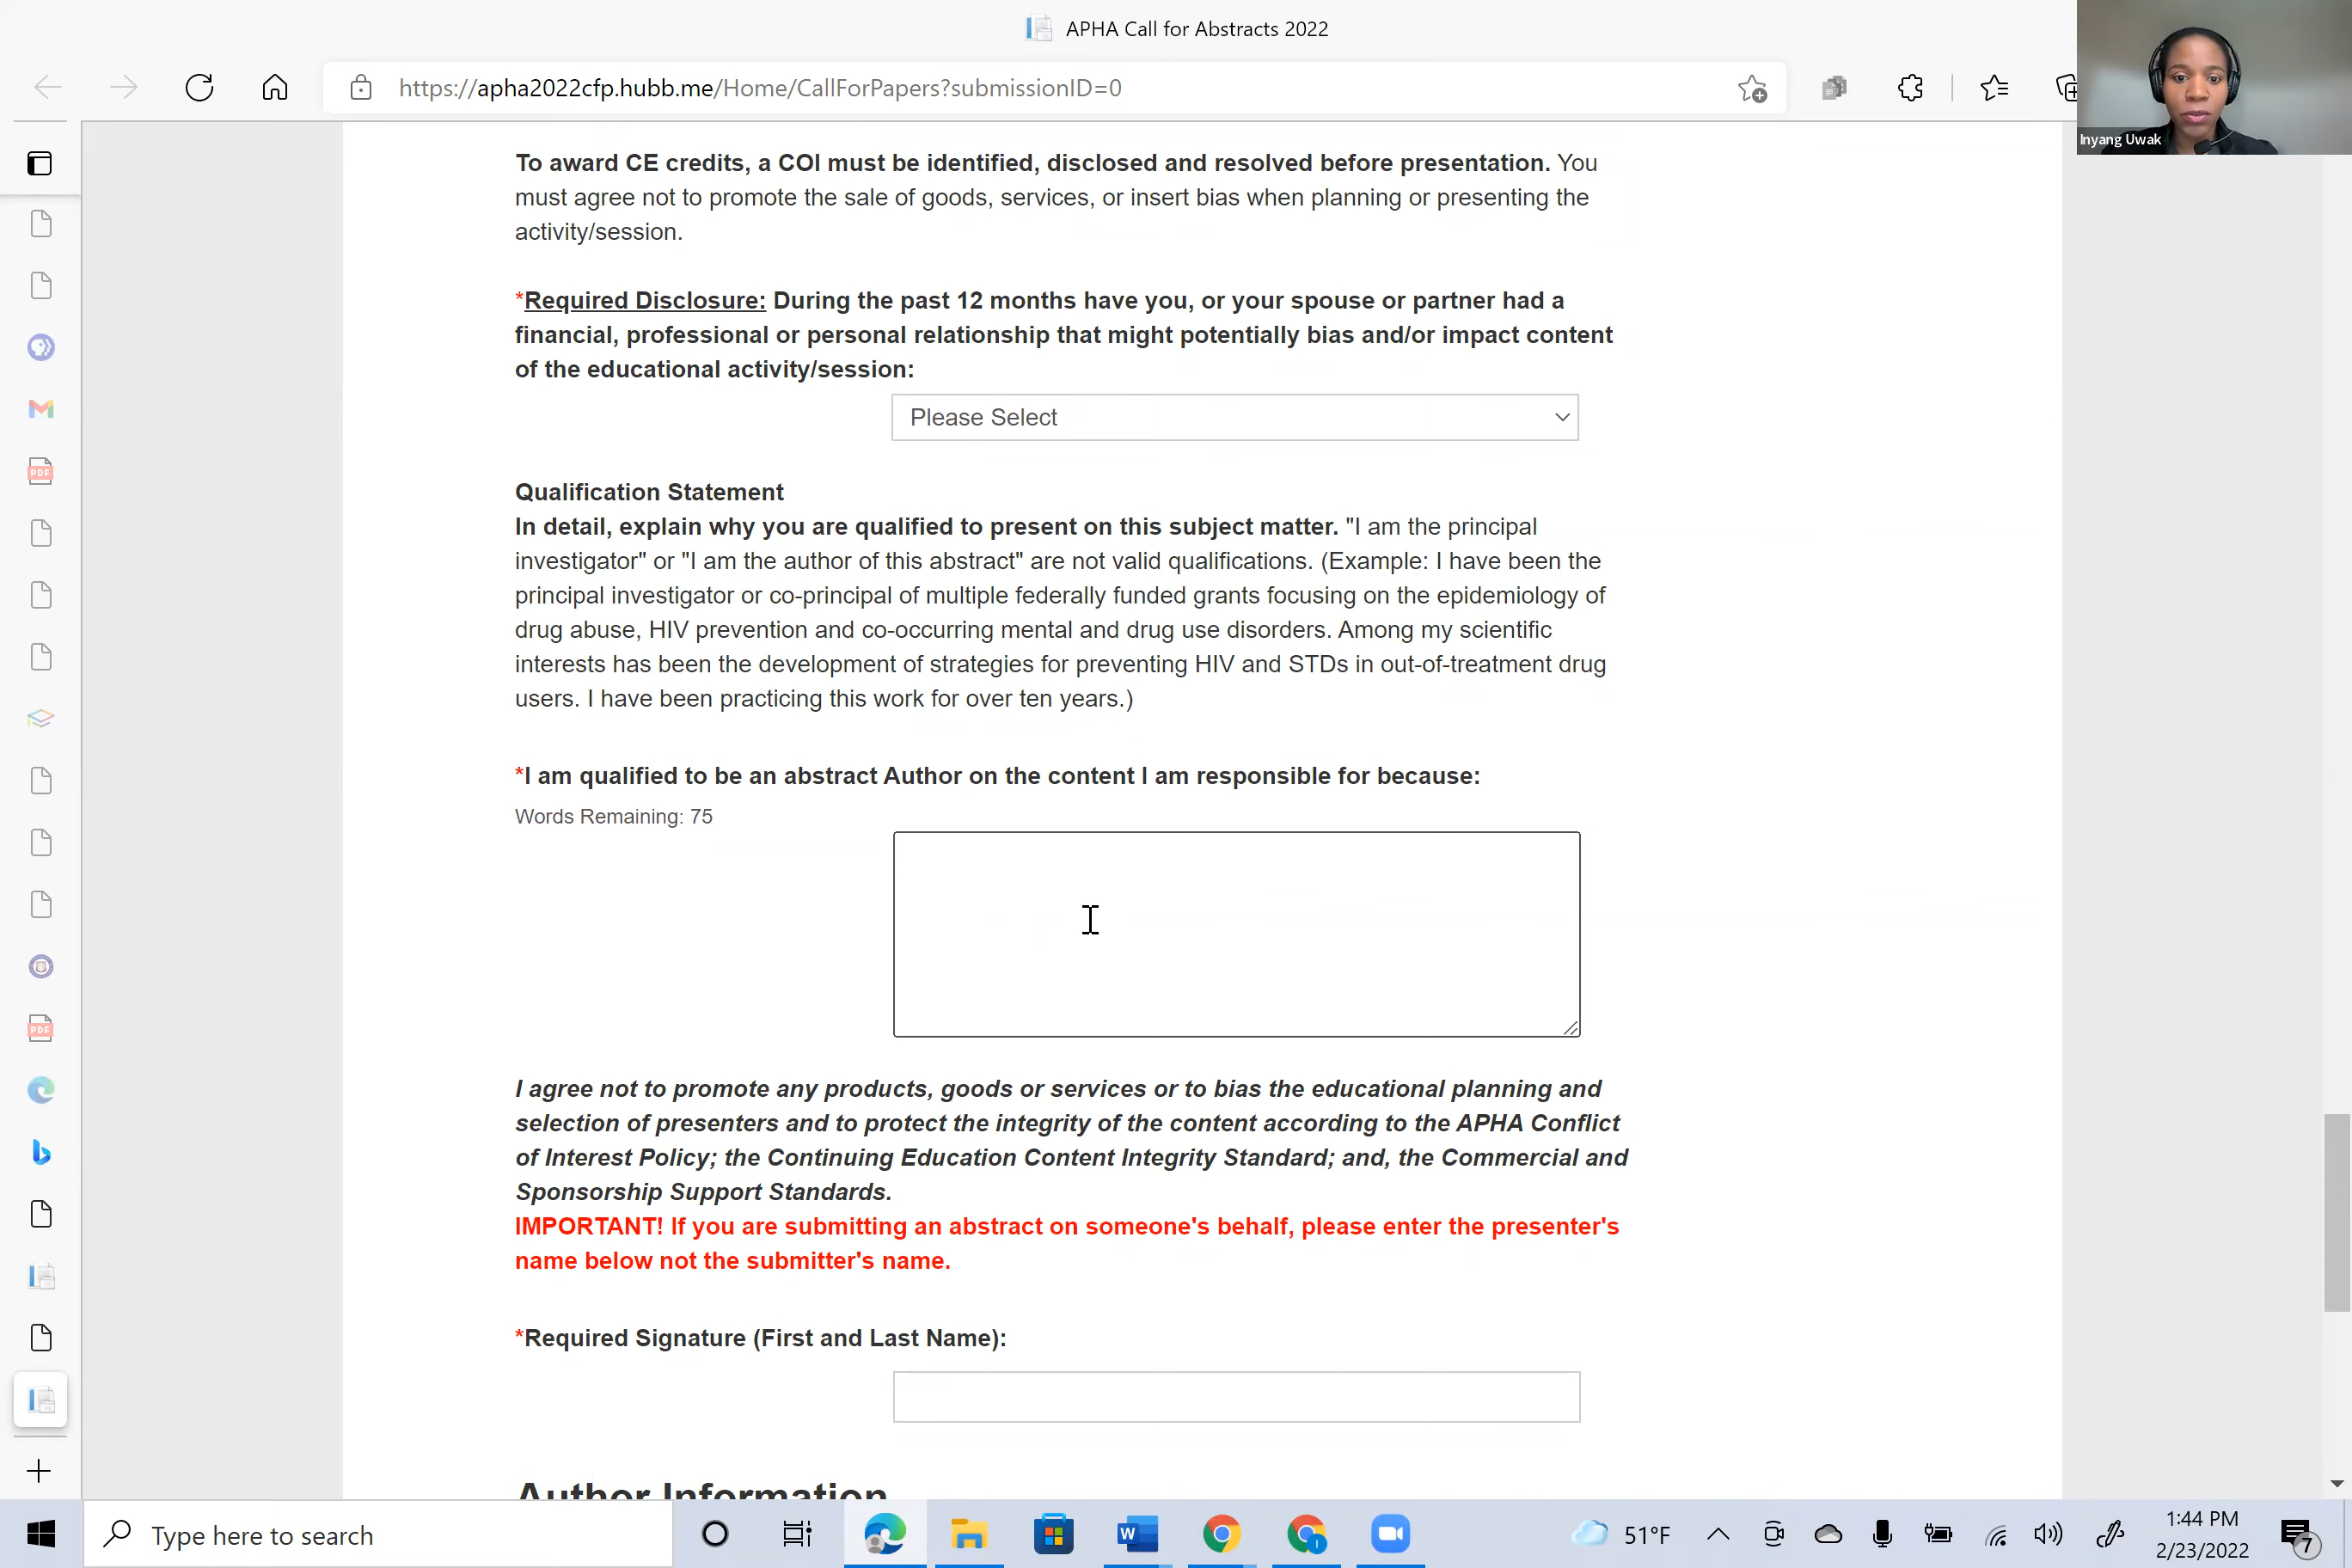 APHA Call for Abstracts 2022
https://apha2022cfp.hubb.me/Home/CallForPapers?submissionID=0
Inyang Uwak
To award CE credits, a COI must be identified, disclosed and resolved before presentation. You
must agree not to promote the sale of goods, services, or insert bias when planning or presenting the
activity/session.
*Required Disclosure: During the past 12 months have you, or your spouse or partner had a
financial, professional or personal relationship that might potentially bias and/or impact content
of the educational activity/session:
Please Select
Qualification Statement
In detail, explain why you are qualified to present on this subject matter. "I am the principal
investigator" or "I am the author of this abstract" are not valid qualifications. (Example: I have been the
principal investigator or co-principal of multiple federally funded grants focusing on the epidemiology of
drug abuse, HIV prevention and co-occurring mental and drug use disorders. Among my scientific
interests has been the development of strategies for preventing HIV and STDs in out-of-treatment drug
users. I have been practicing this work for over ten years.)
*I am qualified to be an abstract Author on the content I am responsible for because:
Words Remaining: 75
I agree not to promote any products, goods or services or to bias the educational planning and
selection of presenters and to protect the integrity of the content according to the APHA Conflict
of Interest Policy; the Continuing Education Content Integrity Standard; and, the Commercial and
Sponsorship Support Standards.
IMPORTANT! If you are submitting an abstract on someone's behalf, please enter the presenter's
name below not the submitter's name.
*Required Signature (First and Last Name):
Author Information
PDF
PDF
Type here to search
W
51°F
1:44 PM
2/23/2022
7